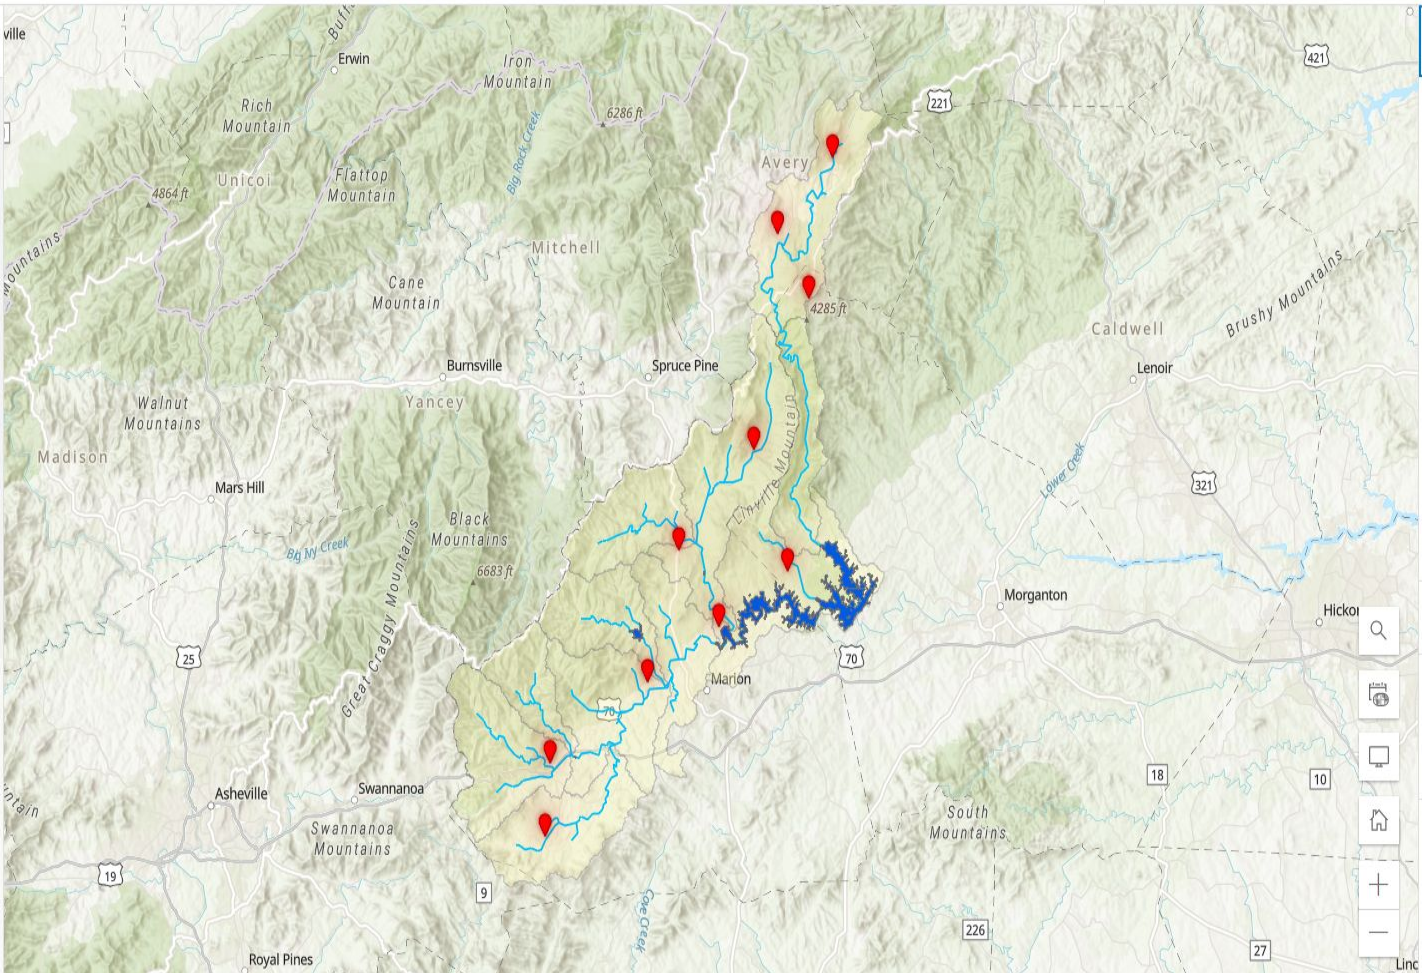 ville
Buff
Erwin
Iron
Mountain
421
Rich
Mountain
6286 ft
221
Big Rock Creek
Avery
Flattop
Mountain
Unicoi
4864 ft
Mountains
Mitchell
Cane
Mountain
4285 ft
Brushy Mountains
Caldwell
Burnsville
Spruce Pine
Lenoir
Walnut
Mountains
Yancey
Linville Mountain
Madison
Lower Creek
Mars Hill
321
Black
Mountains
Big Ivy Creek
6683 ft
Great Craggy Mountains
Morganton
Hickor
25
70
Marion
70
18
10
Asheville
Swannanoa
untain
South
Mountains
Swannanoa
Mountains
19
9
Cove Creek
226
27
Royal Pines
Linc